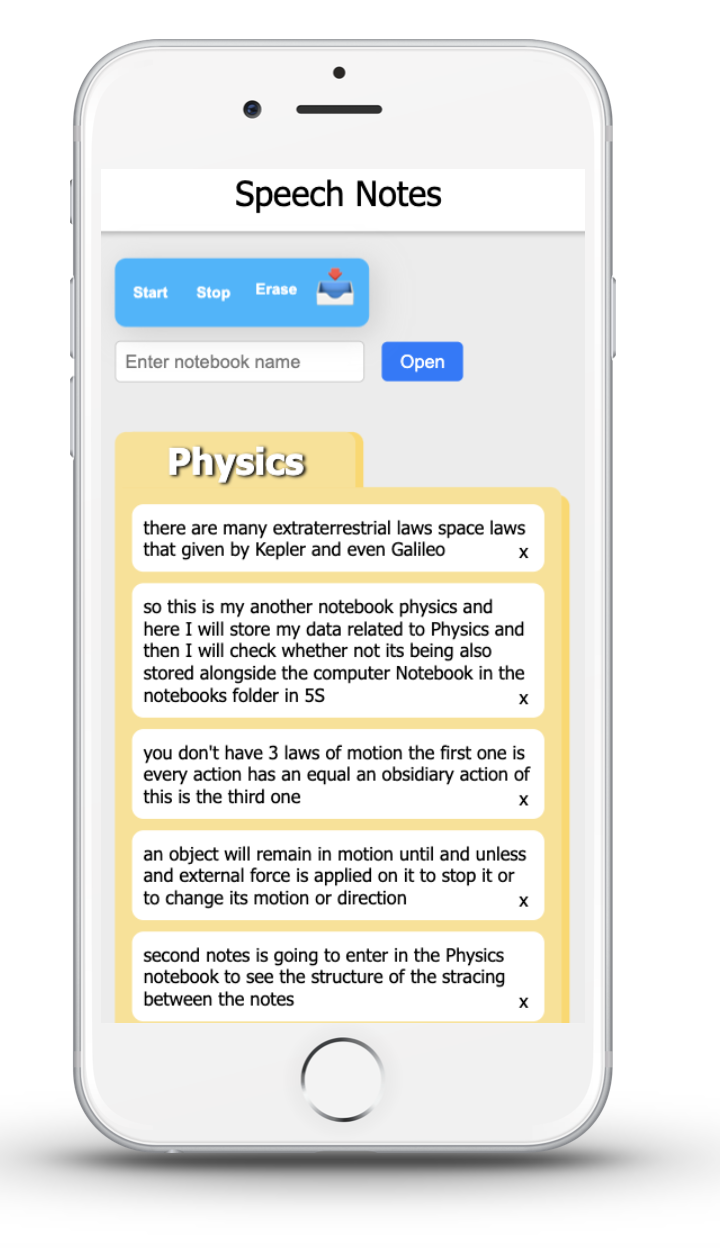 Speech Notes
Start Stop Erase
Enter notebook name Open
Physics
there are many extraterrestrial laws space laws
that given by Kepler and even Galileo x
so this is my another notebook physics and
here I will store my data related to Physics and
then I will check whether not its being also
stored alongside the computer Notebook in the
notebooks folder in 5S x
you don't have 3 laws of motion the first one is
every action has an equal an obsidiary action of
this is the third one x
an object will remain in motion until and unless
and external force is applied on it to stop it or
to change its motion or direction x
second notes is going to enter in the Physics
notebook to see the structure of the stracing
between the notes x